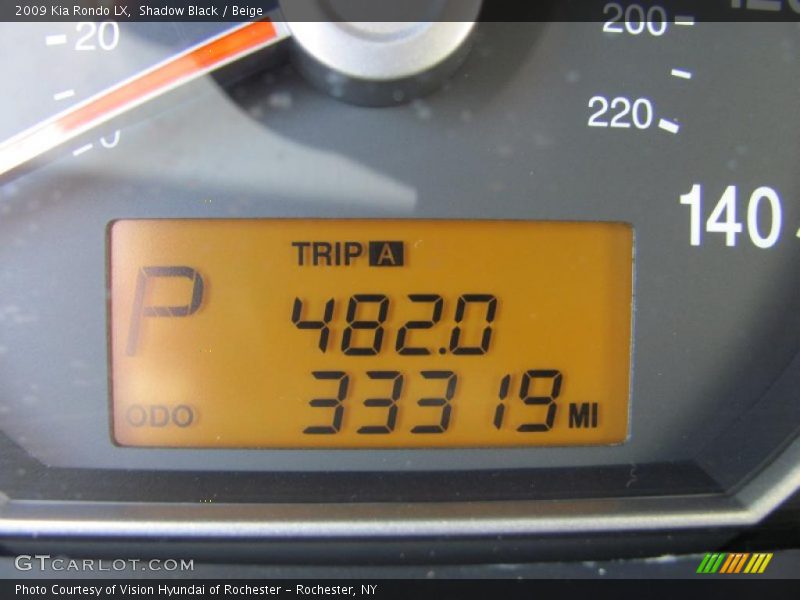 2009 Kia Rondo LX, Shadow Black / Beige
20
200
0
220
140
TRIP A
P
482.0
33319 MI
ODO
GTCARLOT.COM
Photo Courtesy of Vision Hyundai of Rochester - Rochester, NY